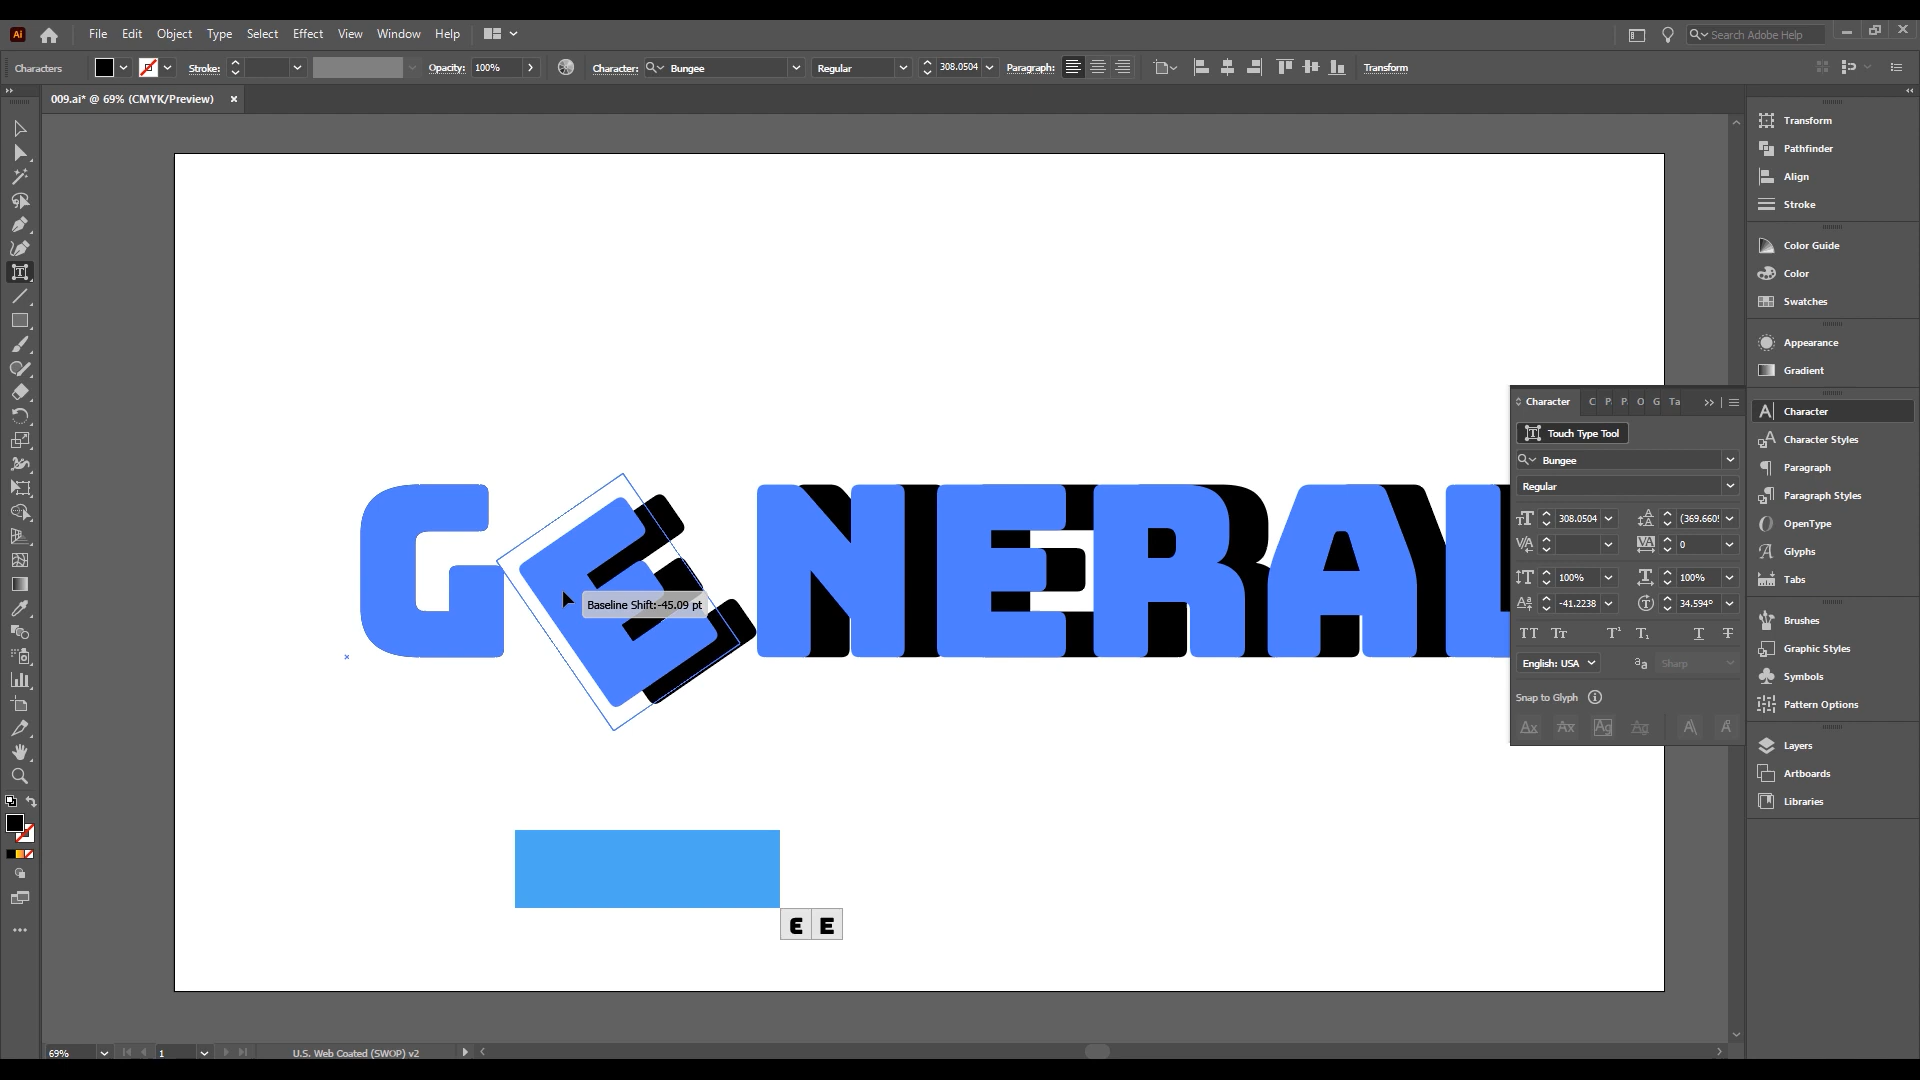 Ai File Edit Object Type Select Effect View Window Help Search Adobe Help
Characters Stroke: Opacity: 100% Character: Bungee Regular 308.0504 Paragraph: Transform
009.ai* @ 69% (CMYK/Preview)
Transform
Pathfinder
Align
Stroke
Color Guide
Color
Swatches
Appearance
Gradient
Character
Character Styles
Paragraph
Paragraph Styles
OpenType
Glyphs
Tabs
Brushes
Graphic Styles
Symbols
Pattern Options
Layers
Artboards
Libraries
Character C P. P. O G Ta
Touch Type Tool
Bungee
Regular
308.0504 (369.660!
0
100% 100%
-41.2238 34.594°
English: USA Sharp
Snap to Glyph
GENERAL
Baseline Shift:-45.09 pt
E E
69% 1 U.S. Web Coated (SWOP) v2